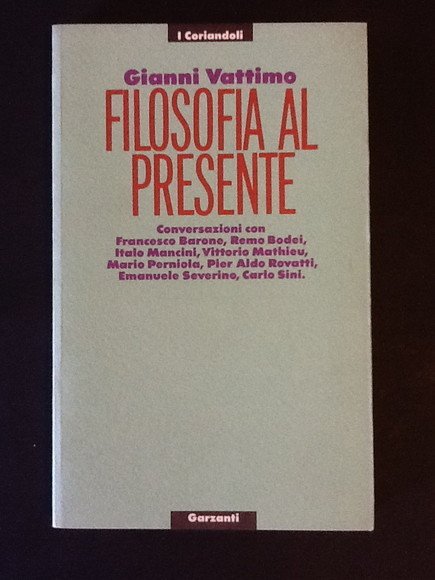 I Coriandoli
Gianni Vattimo
FILOSOFIA AL
PRESENTE
Conversazioni con
Francesco Barone, Remo Bodei,
Italo Mancini, Vittorio Mathieu,
Mario Perniola, Pier Aldo Rovatti,
Emanuele Severino, Carlo Sini.
Garzanti